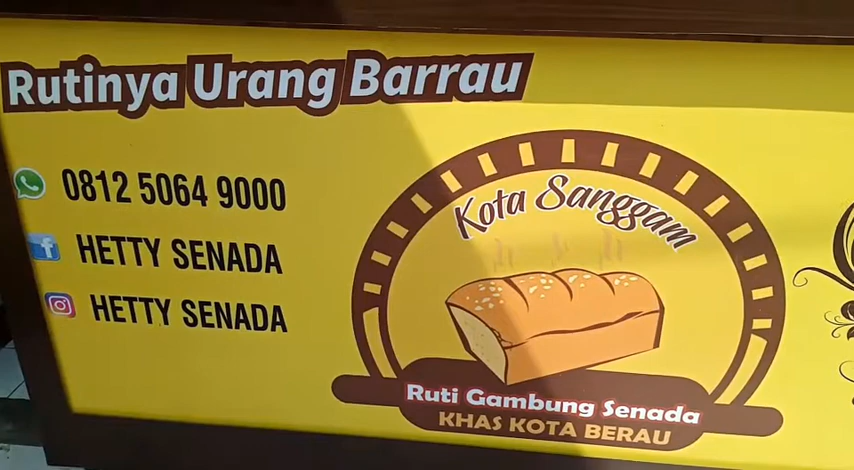 Rutinya Urang Barrau
0812 5064 9000
HETTY SENADA
HETTY SENADA
Kota Sanggam
Ruti Gambung Senada
KHAS KOTA BERAU